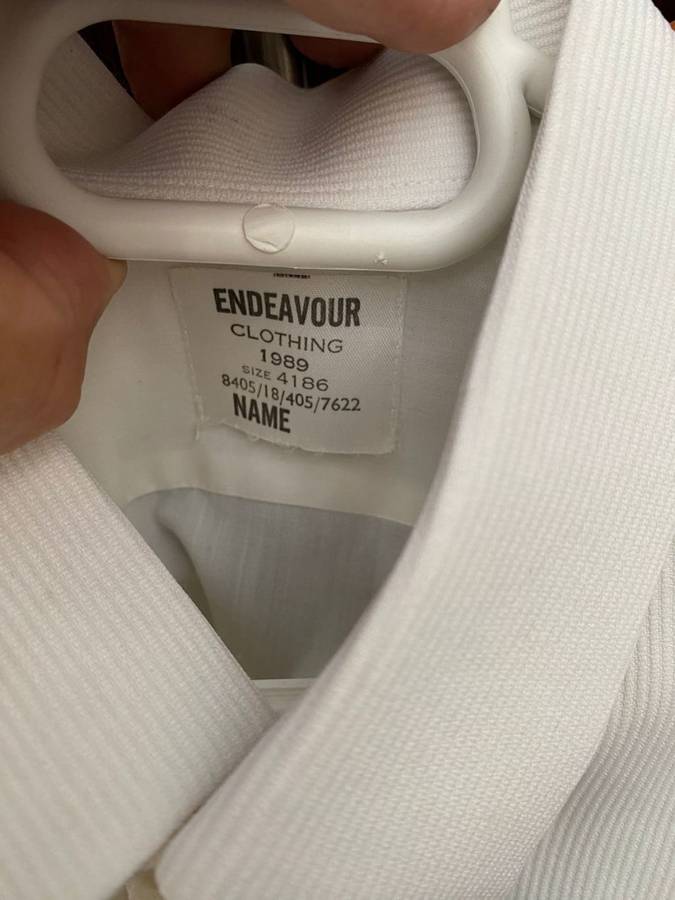 ENDEAVOUR
CLOTHING
1989
SIZE 4186
8405/18/405/7622
NAME